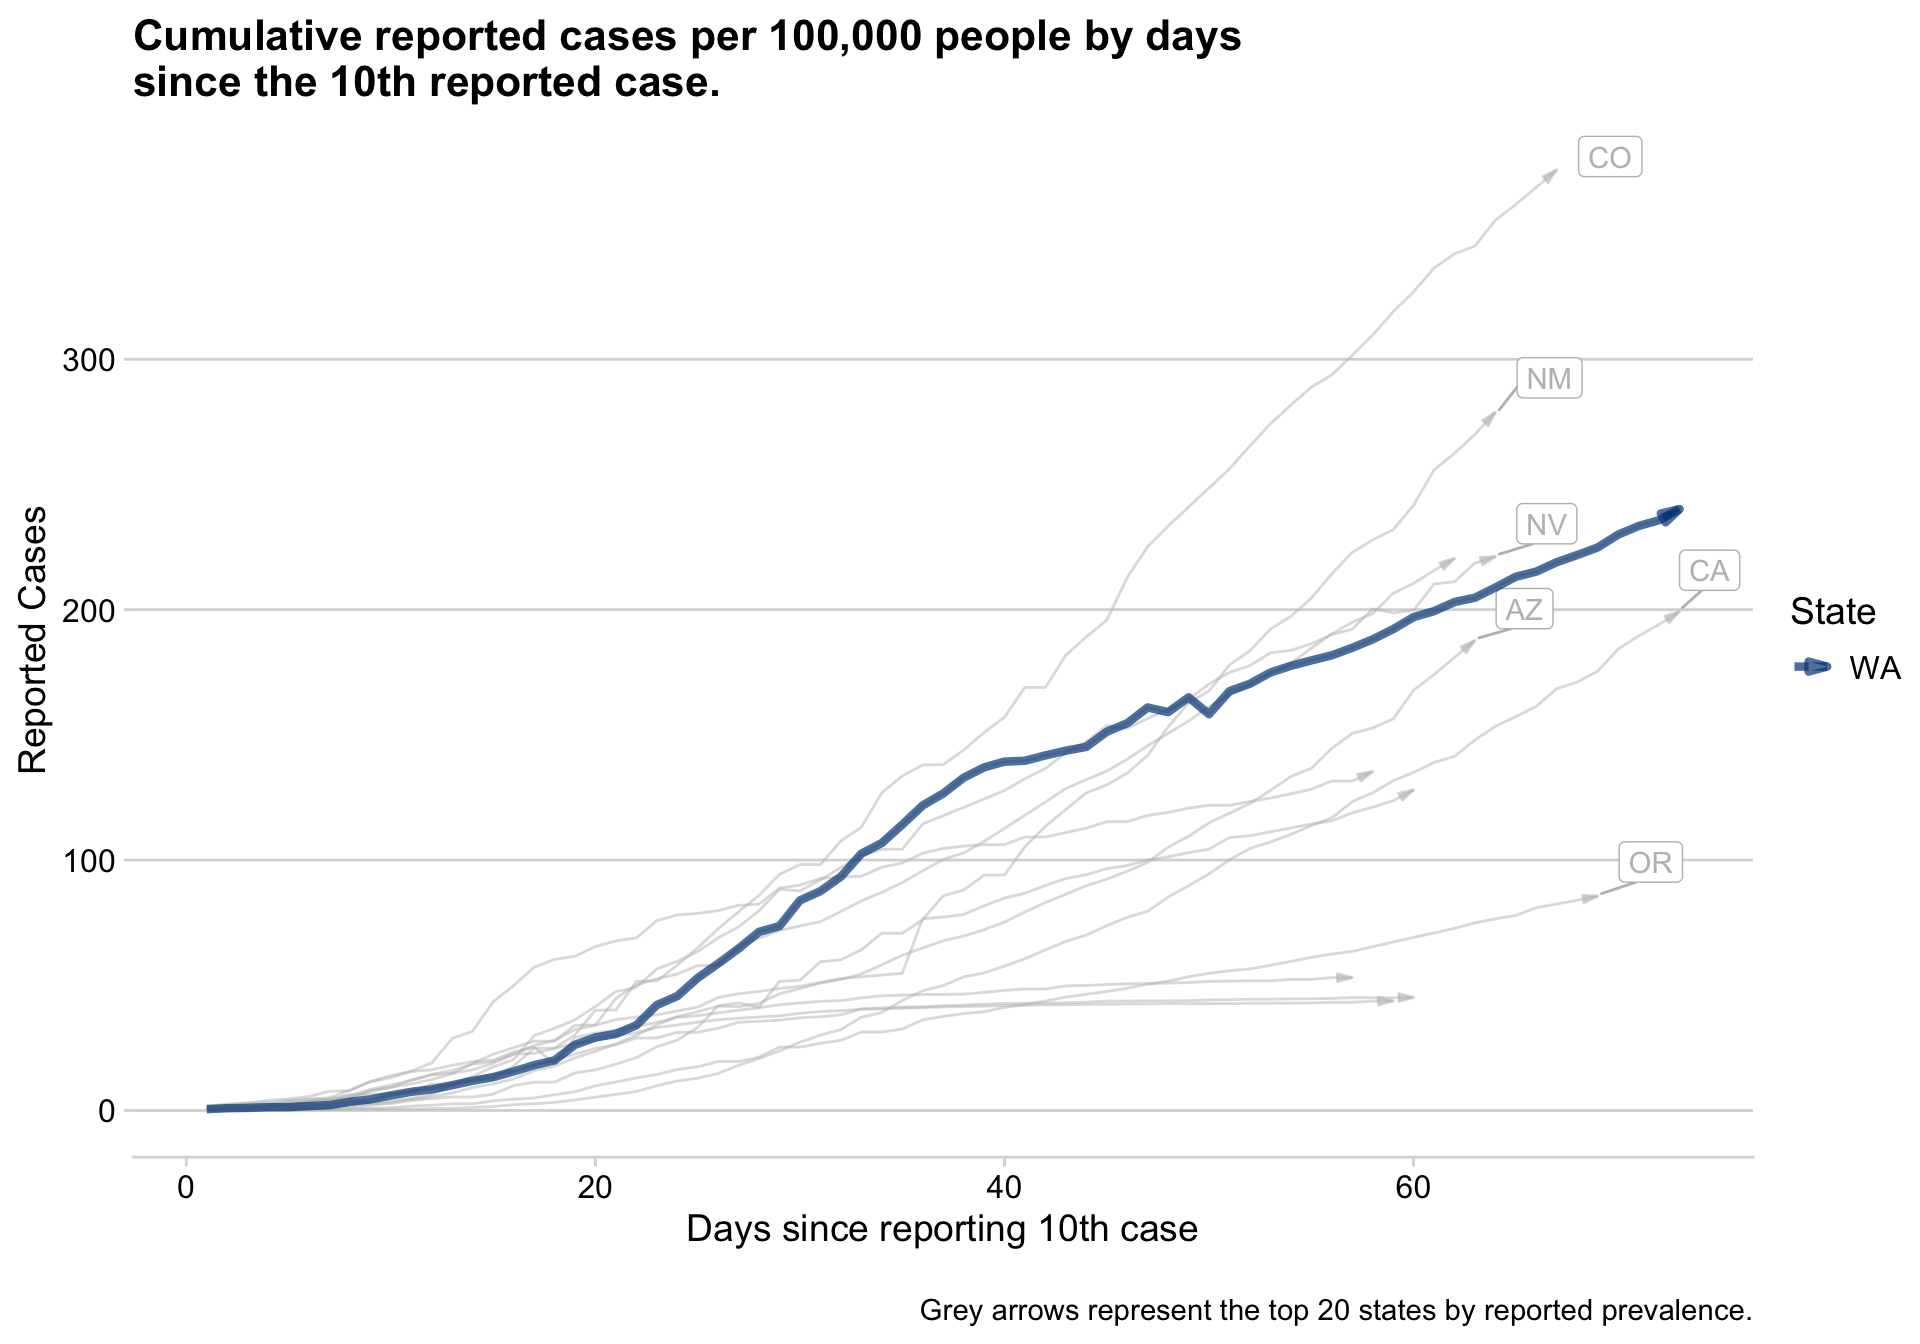 Cumulative reported cases per 100,000 people by days
since the 10th reported case.
CO
300
NM
NV
CA
200
AZ
State
WA
Reported Cases
100
OR
0
0 20 40 60
Days since reporting 10th case
Grey arrows represent the top 20 states by reported prevalence.